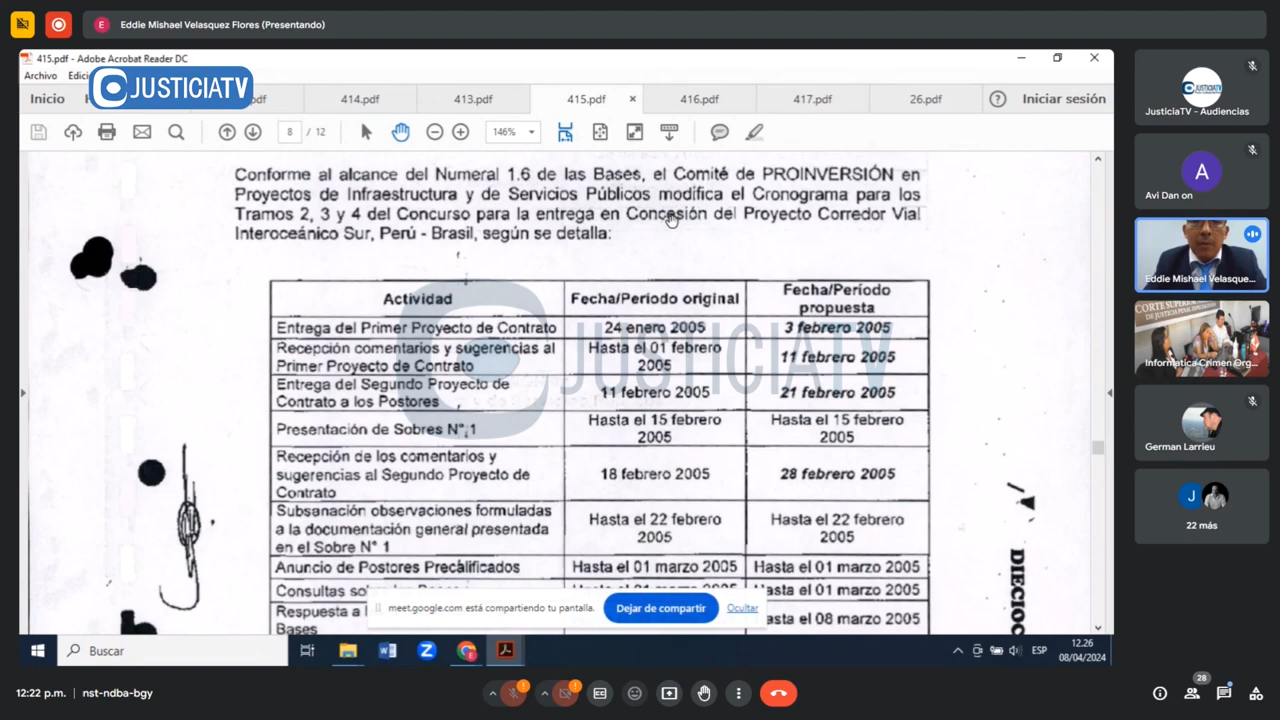 Eddie Mishael Velasquez Flores (Presentando)
415.pdf - Adobe Acrobat Reader DC
Archivo
JUSTICIATV
Inicio
414.pdf
413.pdf
415.pdf
416.pdf
417.pdf
26.pdf
Iniciar sesión
8 / 12
146%
Conforme al alcance del Numeral 1.6 de las Bases, el Comité de PROINVERSIÓN en
Proyectos de Infraestructura y de Servicios Públicos modifica el Cronograma para los
Tramos 2, 3 y 4 del Concurso para la entrega en Concesión del Proyecto Corredor Vial
Interoceánico Sur, Perú - Brasil, según se detalla:
Actividad
Fecha/Período original
Fecha/Período
propuesta
Entrega del Primer Proyecto de Contrato
24 enero 2005
3 febrero 2005
Recepción comentarios y sugerencias al
Primer Proyecto de Contrato
Hasta el 01 febrero
2005
11 febrero 2005
Entrega del Segundo Proyecto de
Contrato a los Postores
11 febrero 2005
21 febrero 2005
Presentación de Sobres N° 1
Hasta el 15 febrero
2005
Hasta el 15 febrero
2005
Recepción de los comentarios y
sugerencias al Segundo Proyecto de
Contrato
18 febrero 2005
28 febrero 2005
Subsanación observaciones formuladas
a la documentación general presentada
en el Sobre N° 1
Hasta el 22 febrero
2005
Hasta el 22 febrero
2005
Anuncio de Postores Precalificados
Hasta el 01 marzo 2005
Hasta el 01 marzo 2005
Consultas
Hasta el 01 marzo 2005
Respuesta a
Bases
08 marzo 2005
JUSTICIATV
DIECIOC
meet.google.com está compartiendo tu pantalla.
Dejar de compartir
Ocultar
Buscar
ESP
12.26
08/04/2024
JusticiaTV - Audiencias
A
Avi Dan on
Eddie Mishael Velasque...
CORTE SUPERIOR
DE JUSTICIA PENAL
Informatica Crimen Org...
German Larrieu
J
22 más
12:22 p.m.
nst-ndba-bgy
28